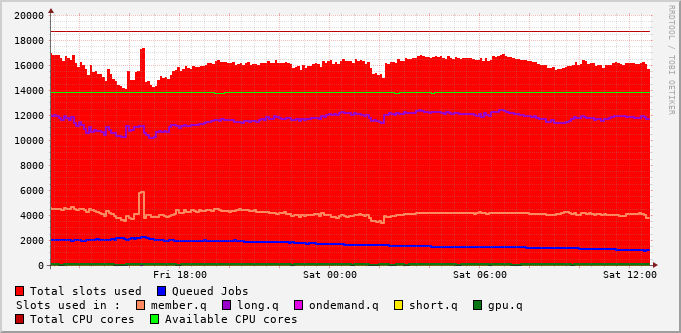 20000
18000
16000
14000
12000
10000
8000
6000
4000
2000
0
Fri 18:00 Sat 00:00 Sat 06:00 Sat 12:00
Total slots used Queued Jobs
Slots used in : member.q long.q ondemand.q short.q gpu.q
Total CPU cores Available CPU cores
RRDTOOL / TOBI OETIKER